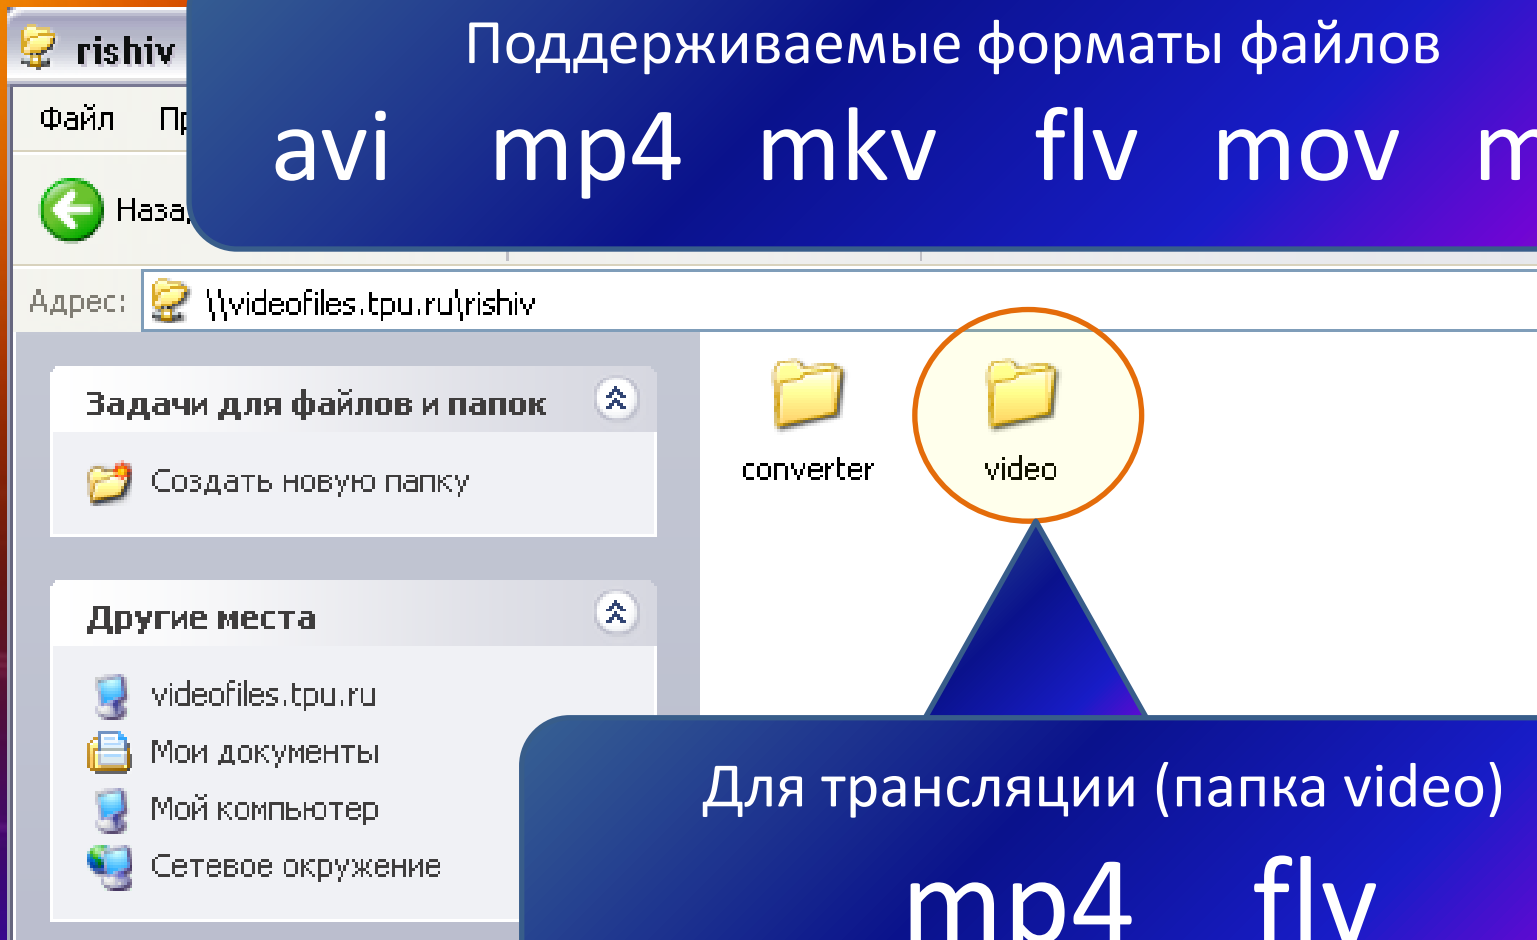 rishiv
Поддерживаемые форматы файлов
Файл
avi mp4 mkv flv mov
Адрес: \\videofiles.tpu.ru\rishiv
Задачи для файлов и папок
Создать новую папку
converter video
Другие места
videofiles.tpu.ru
Мои документы
Мой компьютер
Сетевое окружение
Для трансляции (папка video)
mp4 flv